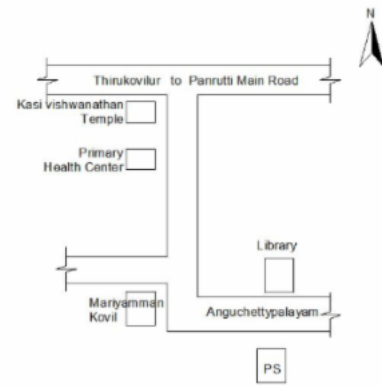 N
Thirukovilur to Panrutti Main Road
Kasi vishwanathan
Temple
Primary
Health Center
Library
Mariyamman
Kovil
Anguchettypalayam
PS